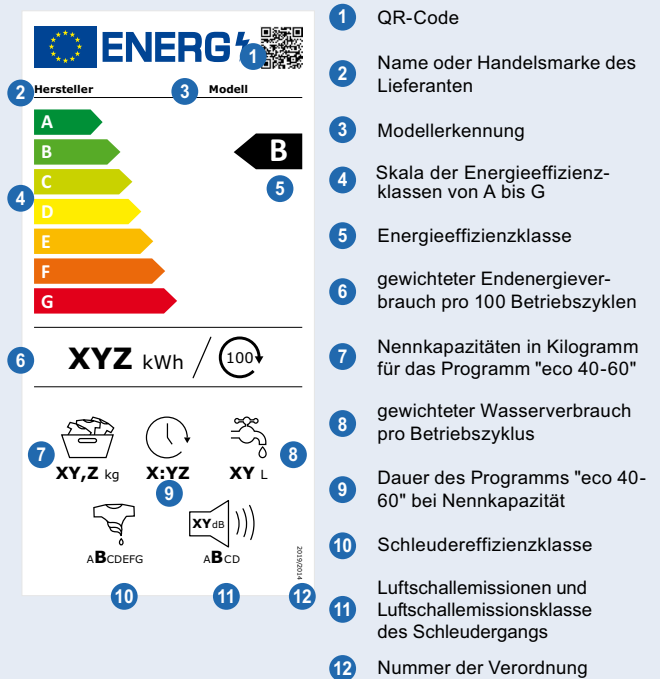 ENERG
1
2 Hersteller 3 Modell
A
B
C
D
E
F
G
B
5
4
6 XYZ kWh / 100
7
8
XY,Z kg X:YZ XY L
9
XY dB
ABCDEFG ABCD
2019/2014
10 11 12
1 QR-Code
2 Name oder Handelsmarke des
Lieferanten
3 Modellerkennung
4 Skala der Energieeffizienz-
klassen von A bis G
5 Energieeffizienzklasse
6 gewichteter Endenergiever-
brauch pro 100 Betriebszyklen
7 Nennkapazitäten in Kilogramm
für das Programm "eco 40-60"
8 gewichteter Wasserverbrauch
pro Betriebszyklus
9 Dauer des Programms "eco 40-
60" bei Nennkapazität
10 Schleudereffizienzklasse
11 Luftschallemissionen und
Luftschallemissionsklasse
des Schleudergangs
12 Nummer der Verordnung